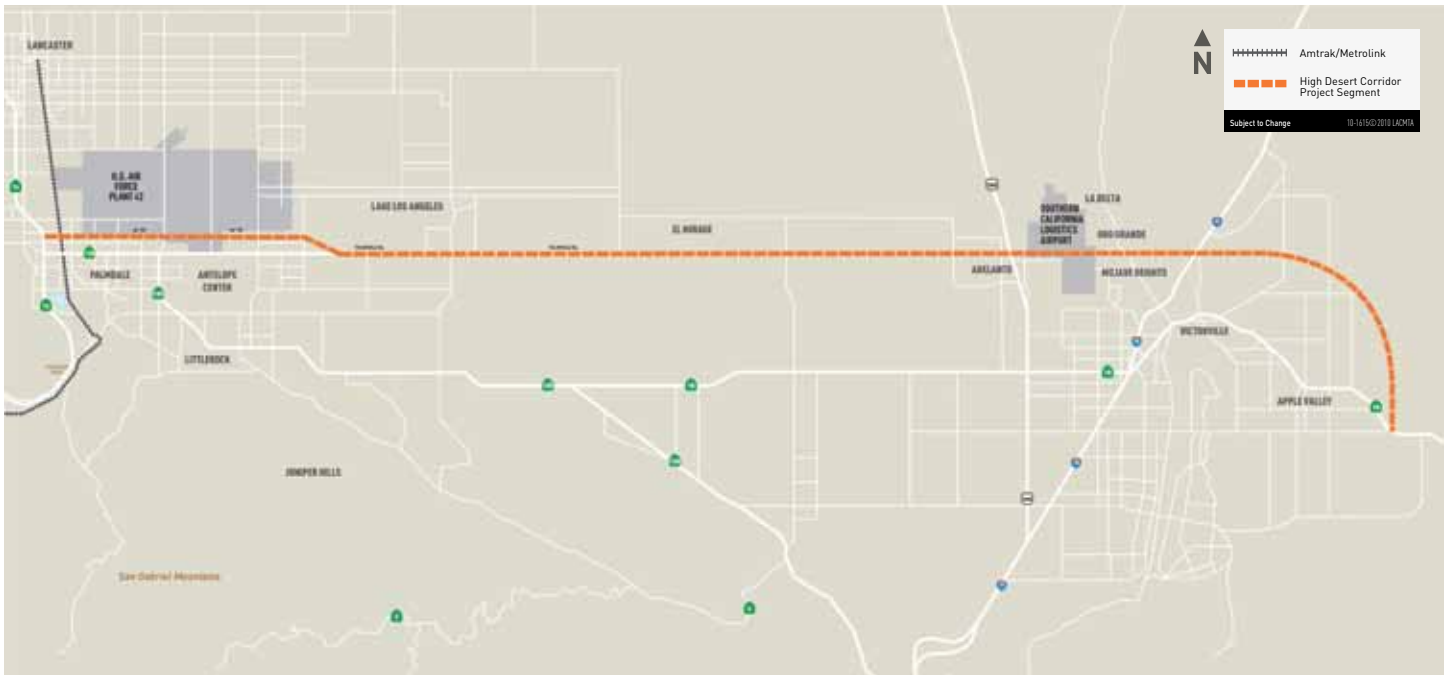 LANCASTER
N
Amtrak/Metrolink
High Desert Corridor
Project Segment
Subject to Change
10-1615©2010 LACMTA
U.S. AIR
FORCE
PLANT 42
LAKE LOS ANGELES
EL MIRAGE
LA DELTA
SOUTHERN
CALIFORNIA
LOGISTICS
AIRPORT
ORO GRANDE
PALMDALE
ANTELOPE
CENTER
ADELANTO
MOJAVE HEIGHTS
VICTORVILLE
LITTLEROCK
APPLE VALLEY
JUNIPER HILLS
San Gabriel Mountains